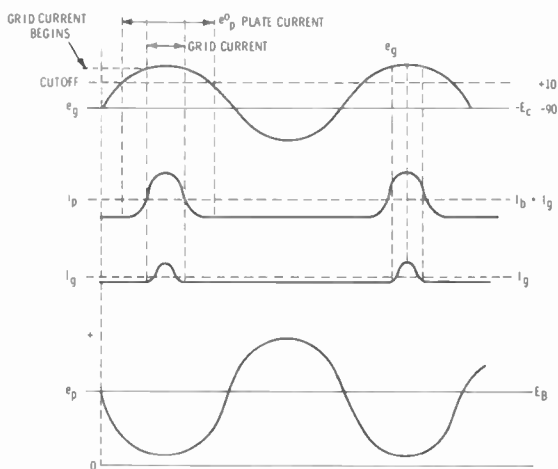 GRID CURRENT
BEGINS
e°p PLATE CURRENT
GRID CURRENT
eg
CUTOFF
+10
eg
-Ec -90
Ip
Ib + Ig
Ig
Ig
+
ep
EB
0